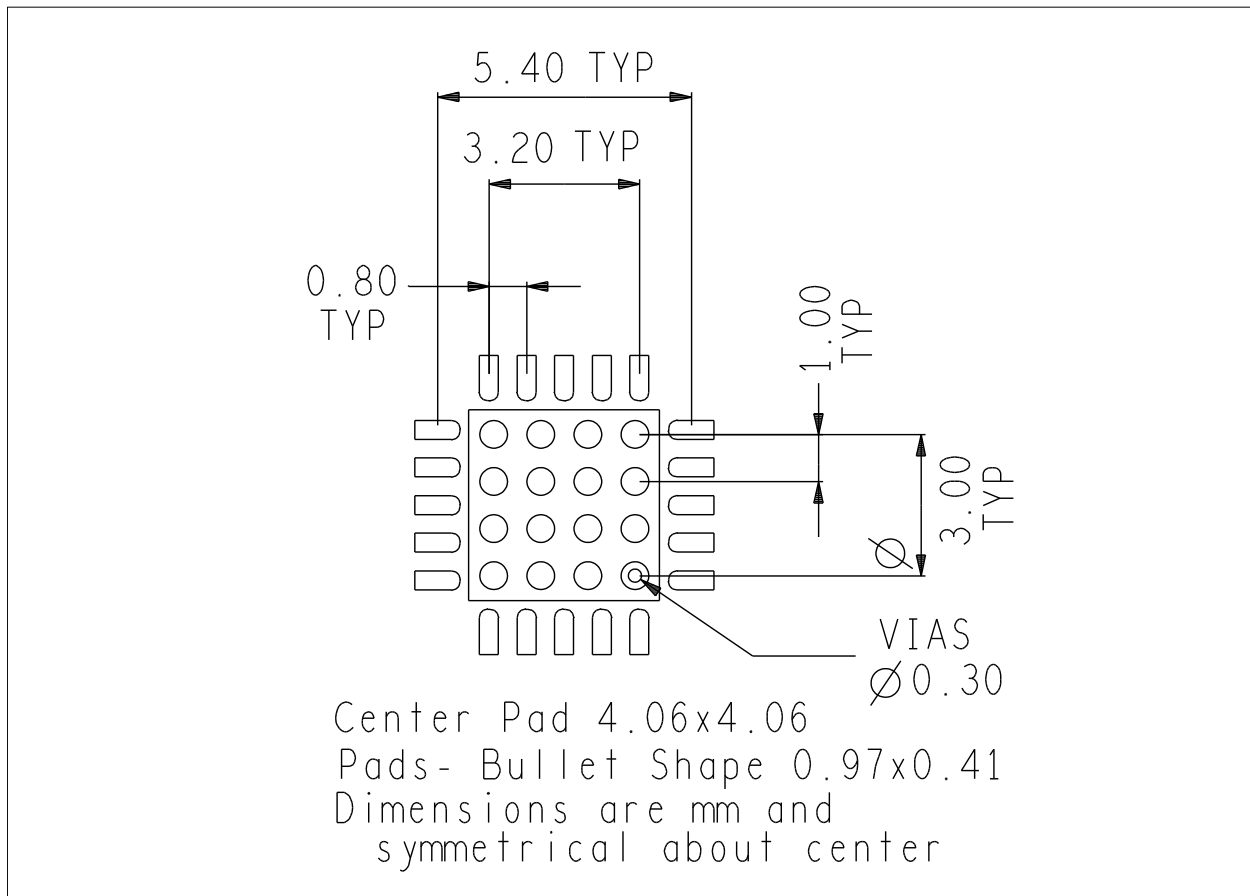 5.40 TYP
3.20 TYP
0.80
TYP
1.00
TYP
3.00
TYP
Ø
VIAS
Ø0.30
Center Pad 4.06x4.06
Pads- Bullet Shape 0.97x0.41
Dimensions are mm and
symmetrical about center